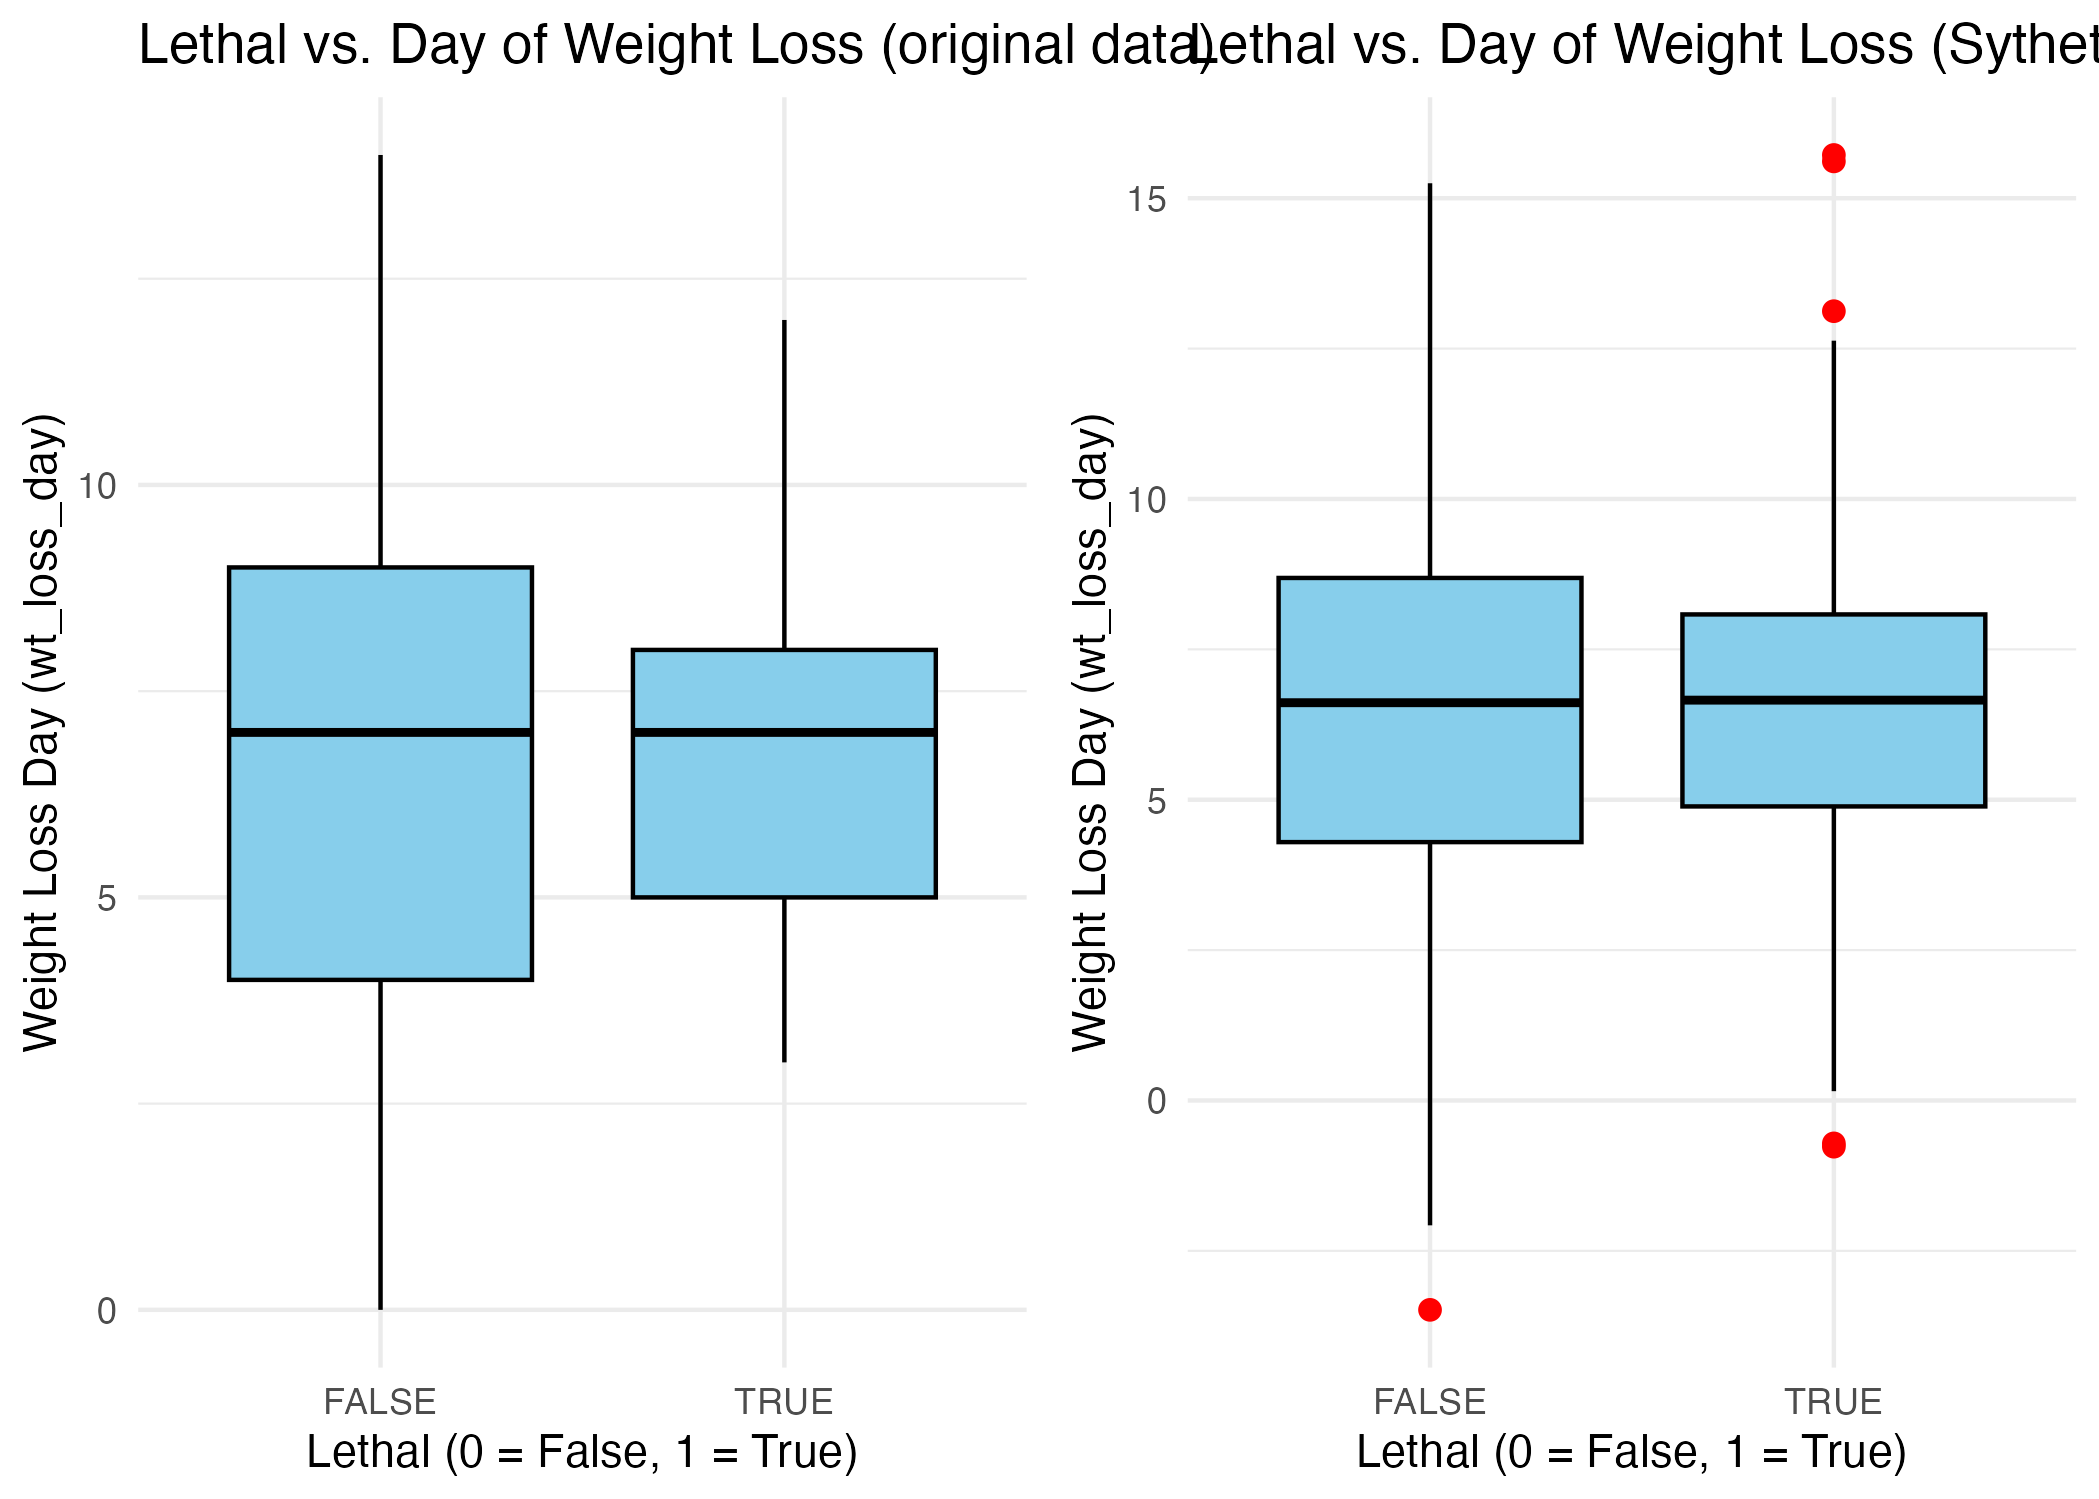 Lethal vs. Day of Weight Loss (original data)
Weight Loss Day (wt_loss_day)
10
5
0
FALSE TRUE
Lethal (0 = False, 1 = True)
Lethal vs. Day of Weight Loss (Sythet
Weight Loss Day (wt_loss_day)
15
10
5
0
FALSE TRUE
Lethal (0 = False, 1 = True)